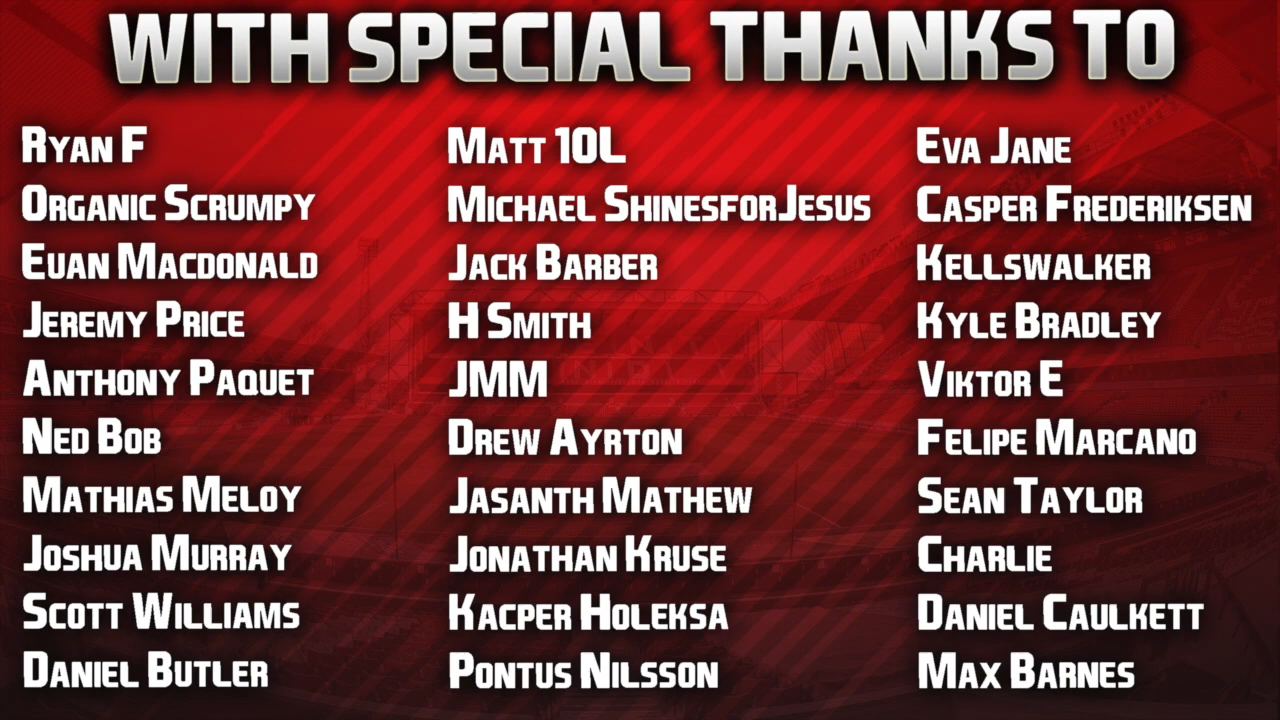 WITH SPECIAL THANKS TO
Ryan F
Organic Scrumpy
Euan Macdonald
Jeremy Price
Anthony Paquet
Ned Bob
Mathias Meloy
Joshua Murray
Scott Williams
Daniel Butler
Matt 10L
Michael ShinesforJesus
Jack Barber
H Smith
JMM
Drew Ayrton
Jasanth Mathew
Jonathan Kruse
Kacper Holeksa
Pontus Nilsson
Eva Jane
Casper Frederiksen
Kellswalker
Kyle Bradley
Viktor E
Felipe Marcano
Sean Taylor
Charlie
Daniel Caulkett
Max Barnes